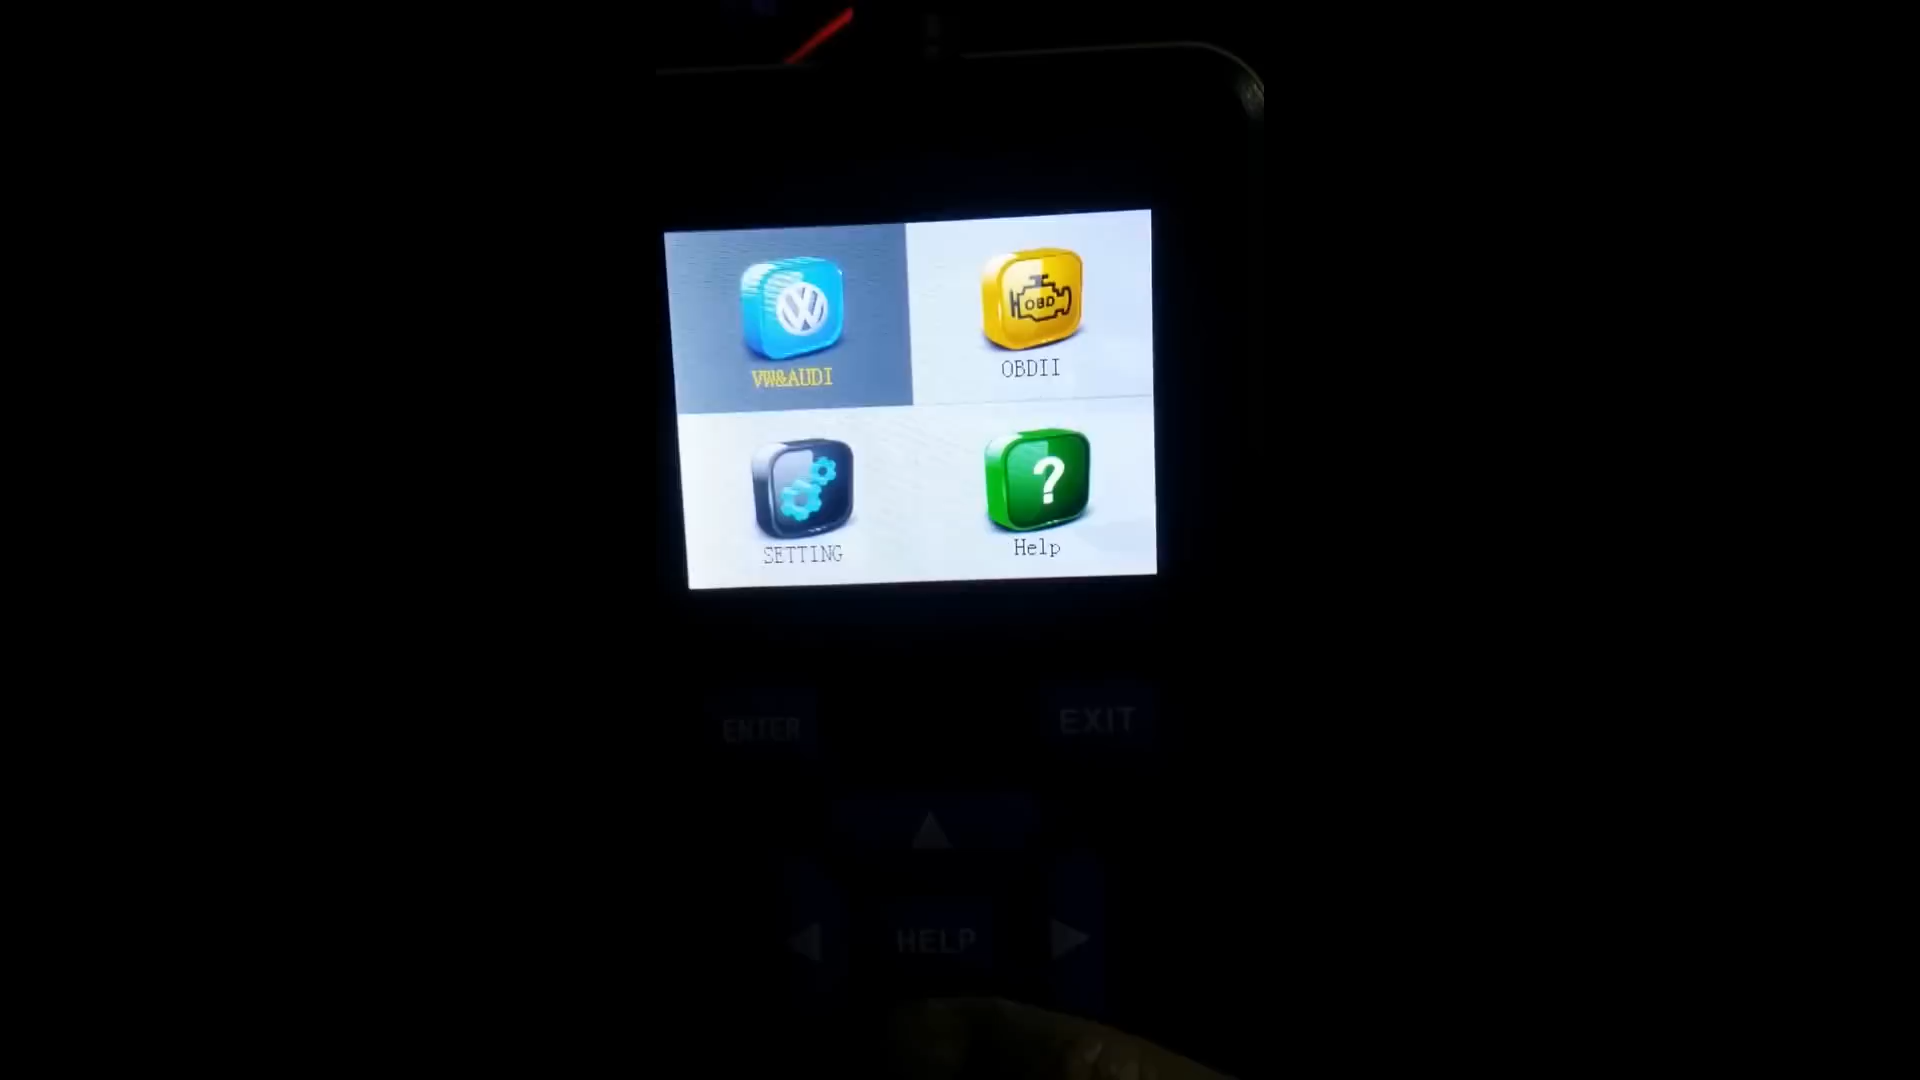 VW&AUDI
OBD
OBDII
SETTING
Help
ENTER
EXIT
HELP